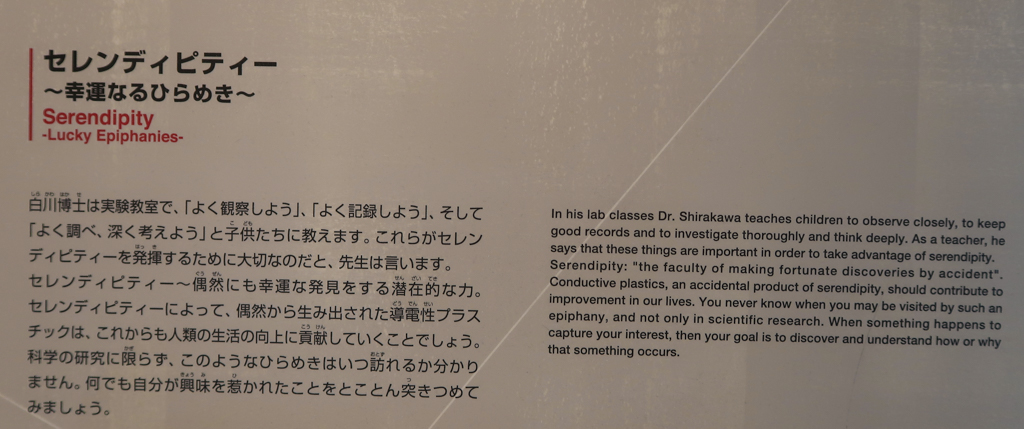 セレンディピティー
〜幸運なるひらめき〜
Serendipity
-Lucky Epiphanies-
白川博士は実験教室で、「よく観察しよう」、「よく記録しよう」、そして
「よく調べ、深く考えよう」と子供たちに教えます。これらがセレン
ディピティーを発揮するために大切なのだと、先生は言います。
セレンディピティー〜偶然にも幸運な発見をする潜在的な力。
セレンディピティーによって、偶然から生み出された導電性プラス
チックは、これからも人類の生活の向上に貢献していくことでしょう。
科学の研究に限らず、このようなひらめきはいつ訪れるか分かり
ません。何でも自分が興味を惹かれたことをとことん突きつめて
みましょう。
In his lab classes Dr. Shirakawa teaches children to observe closely, to keep
good records and to investigate thoroughly and think deeply. As a teacher, he
says that these things are important in order to take advantage of serendipity.
Serendipity: "the faculty of making fortunate discoveries by accident".
Conductive plastics, an accidental product of serendipity, should contribute to
improvement in our lives. You never know when you may be visited by such an
epiphany, and not only in scientific research. When something happens to
capture your interest, then your goal is to discover and understand how or why
that something occurs.